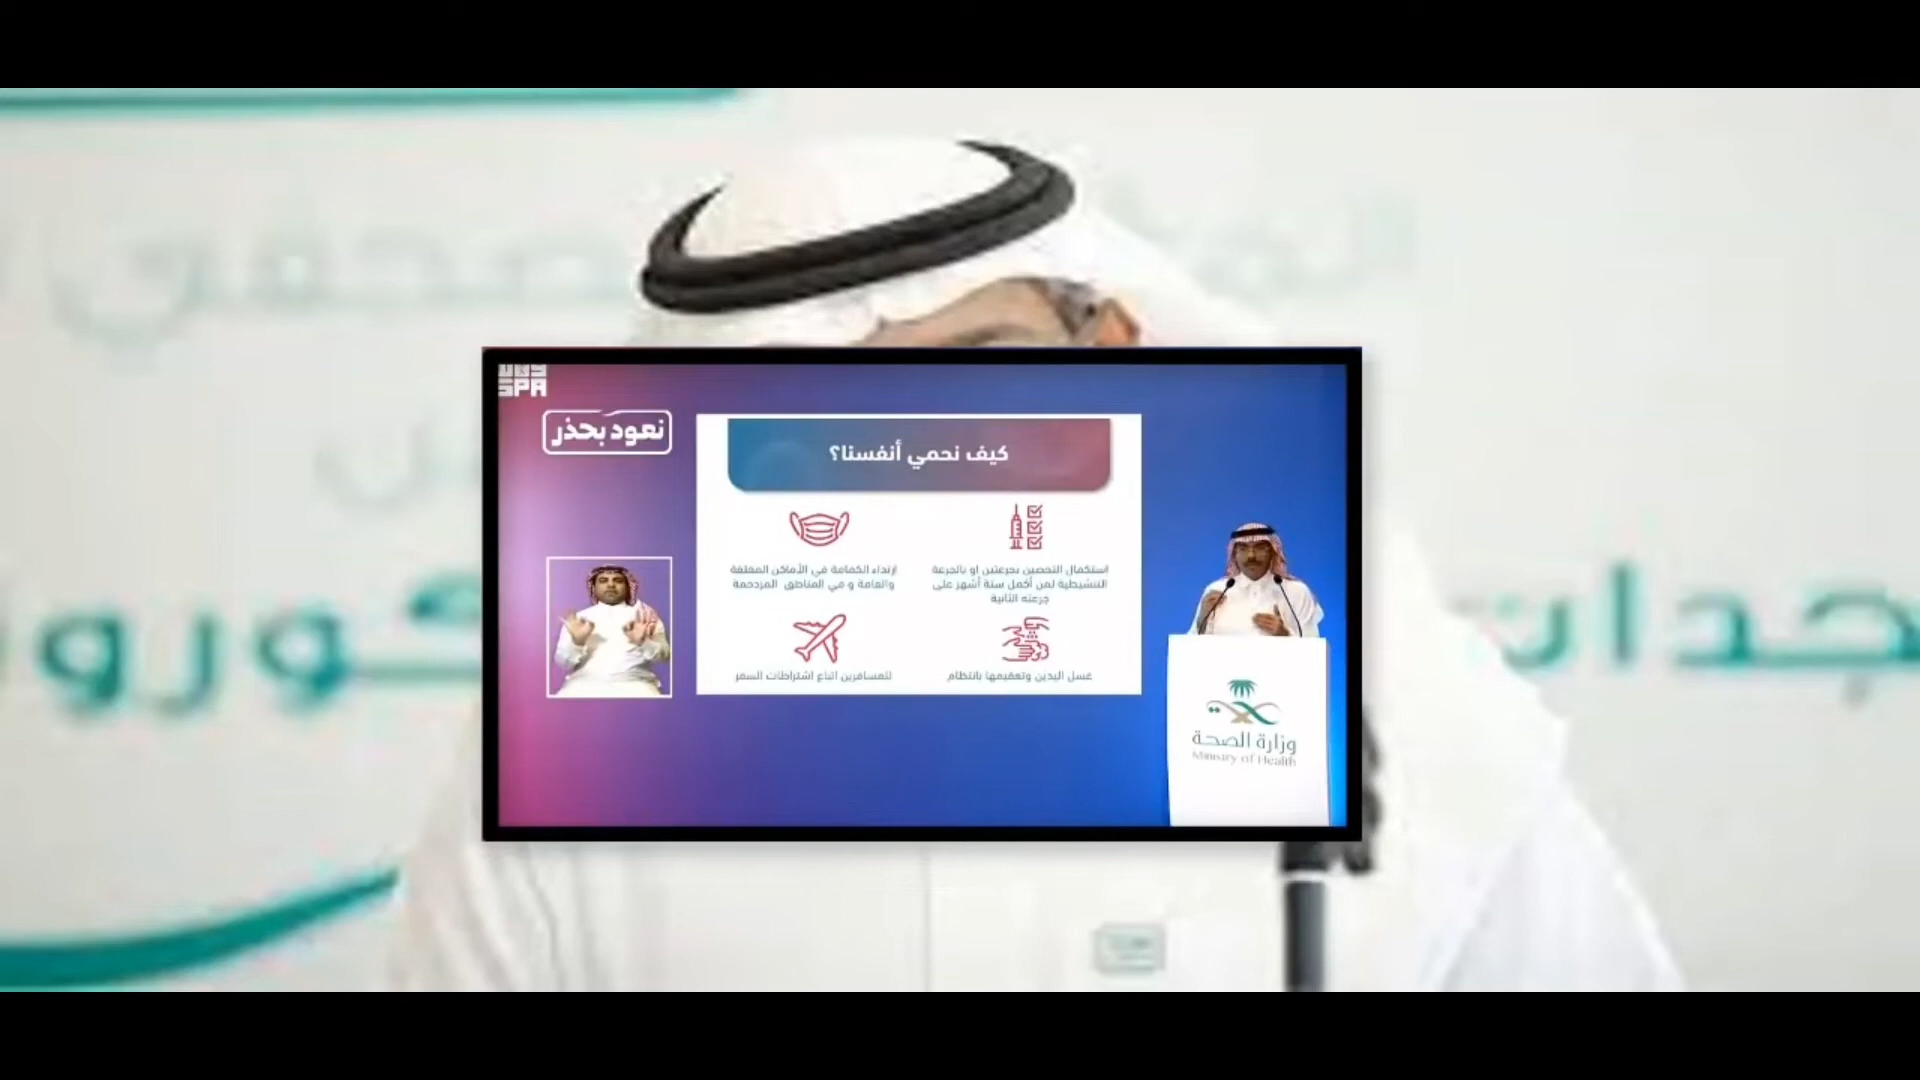 صحفي
SPA
نعود بحذر
كيف نحمي أنفسنا؟
استكمال التحصين بجرعتين او بالجرعة
التنشيطية لمن أكمل ستة أشهر على
جرعته الثانية
ارتداء الكمامة في الأماكن المغلقة
والعامة و في المناطق المزدحمة
غسل اليدين وتعقيمها بانتظام
للمسافرين اتباع اشتراطات السفر
وزارة الصحة
Ministry of Health